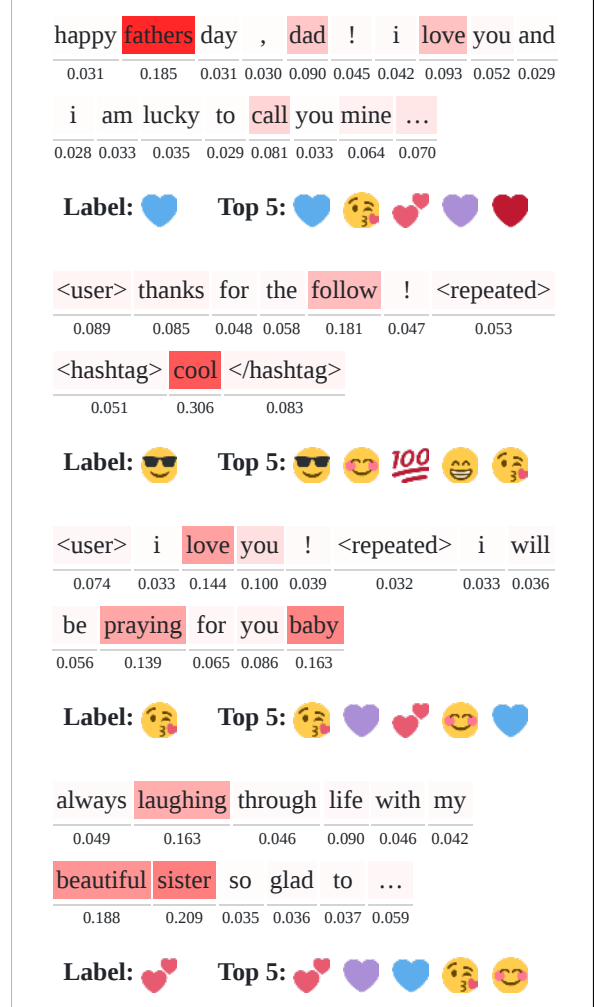 happy fathers day , dad ! i love you and
0.031 0.185 0.031 0.030 0.090 0.045 0.042 0.093 0.052 0.029
i am lucky to call you mine …
0.028 0.033 0.035 0.029 0.081 0.033 0.064 0.070
Label: 💙 Top 5: 💙 😘 💕 💜 ❤️
<user> thanks for the follow ! <repeated>
0.089 0.085 0.048 0.058 0.181 0.047 0.053
<hashtag> cool </hashtag>
0.051 0.306 0.083
Label: 😎 Top 5: 😎 😊 💯 😁 😘
<user> i love you ! <repeated> i will
0.074 0.033 0.144 0.100 0.039 0.032 0.033 0.036
be praying for you baby
0.056 0.139 0.065 0.086 0.163
Label: 😘 Top 5: 😘 💜 💕 😊 💙
always laughing through life with my
0.049 0.163 0.046 0.090 0.046 0.042
beautiful sister so glad to …
0.188 0.209 0.035 0.036 0.037 0.059
Label: 💕 Top 5: 💕 💜 💙 😘 😊